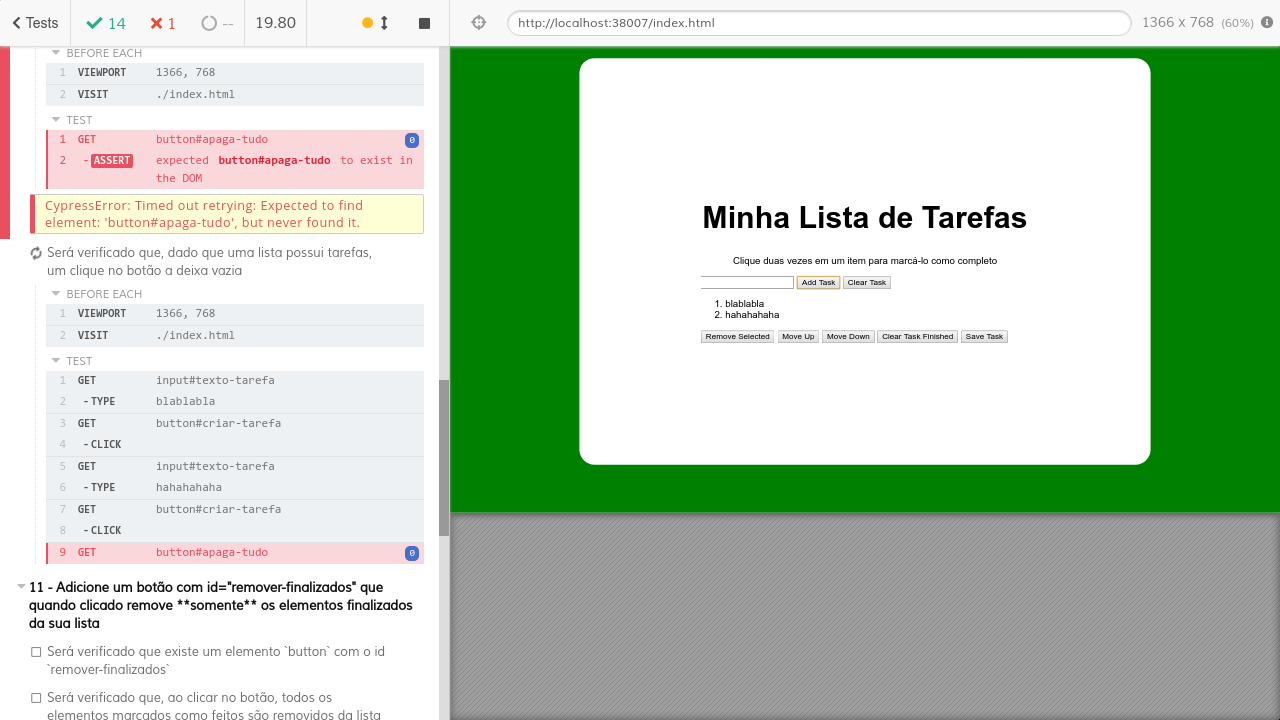 Tests 14 1 -- 19.80
BEFORE EACH
1 VIEWPORT 1366, 768
2 VISIT ./index.html
TEST
1 GET button#apaga-tudo 0
2 -ASSERT expected button#apaga-tudo to exist in
the DOM
CypressError: Timed out retrying: Expected to find
element: 'button#apaga-tudo', but never found it.
Será verificado que, dado que uma lista possui tarefas,
um clique no botão a deixa vazia
BEFORE EACH
1 VIEWPORT 1366, 768
2 VISIT ./index.html
TEST
1 GET input#texto-tarefa
2 -TYPE blablabla
3 GET button#criar-tarefa
4 -CLICK
5 GET input#texto-tarefa
6 -TYPE hahahahaha
7 GET button#criar-tarefa
8 -CLICK
9 GET button#apaga-tudo 0
11 - Adicione um botão com id="remover-finalizados" que
quando clicado remove **somente** os elementos finalizados
da sua lista
Será verificado que existe um elemento `button` com o id
`remover-finalizados`
Será verificado que, ao clicar no botão, todos os
elementos marcados como feitos são removidos da lista
http://localhost:38007/index.html 1366 x 768 (60%)
Minha Lista de Tarefas
Clique duas vezes em um item para marcá-lo como completo
Add Task Clear Task
1. blablabla
2. hahahahaha
Remove Selected Move Up Move Down Clear Task Finished Save Task